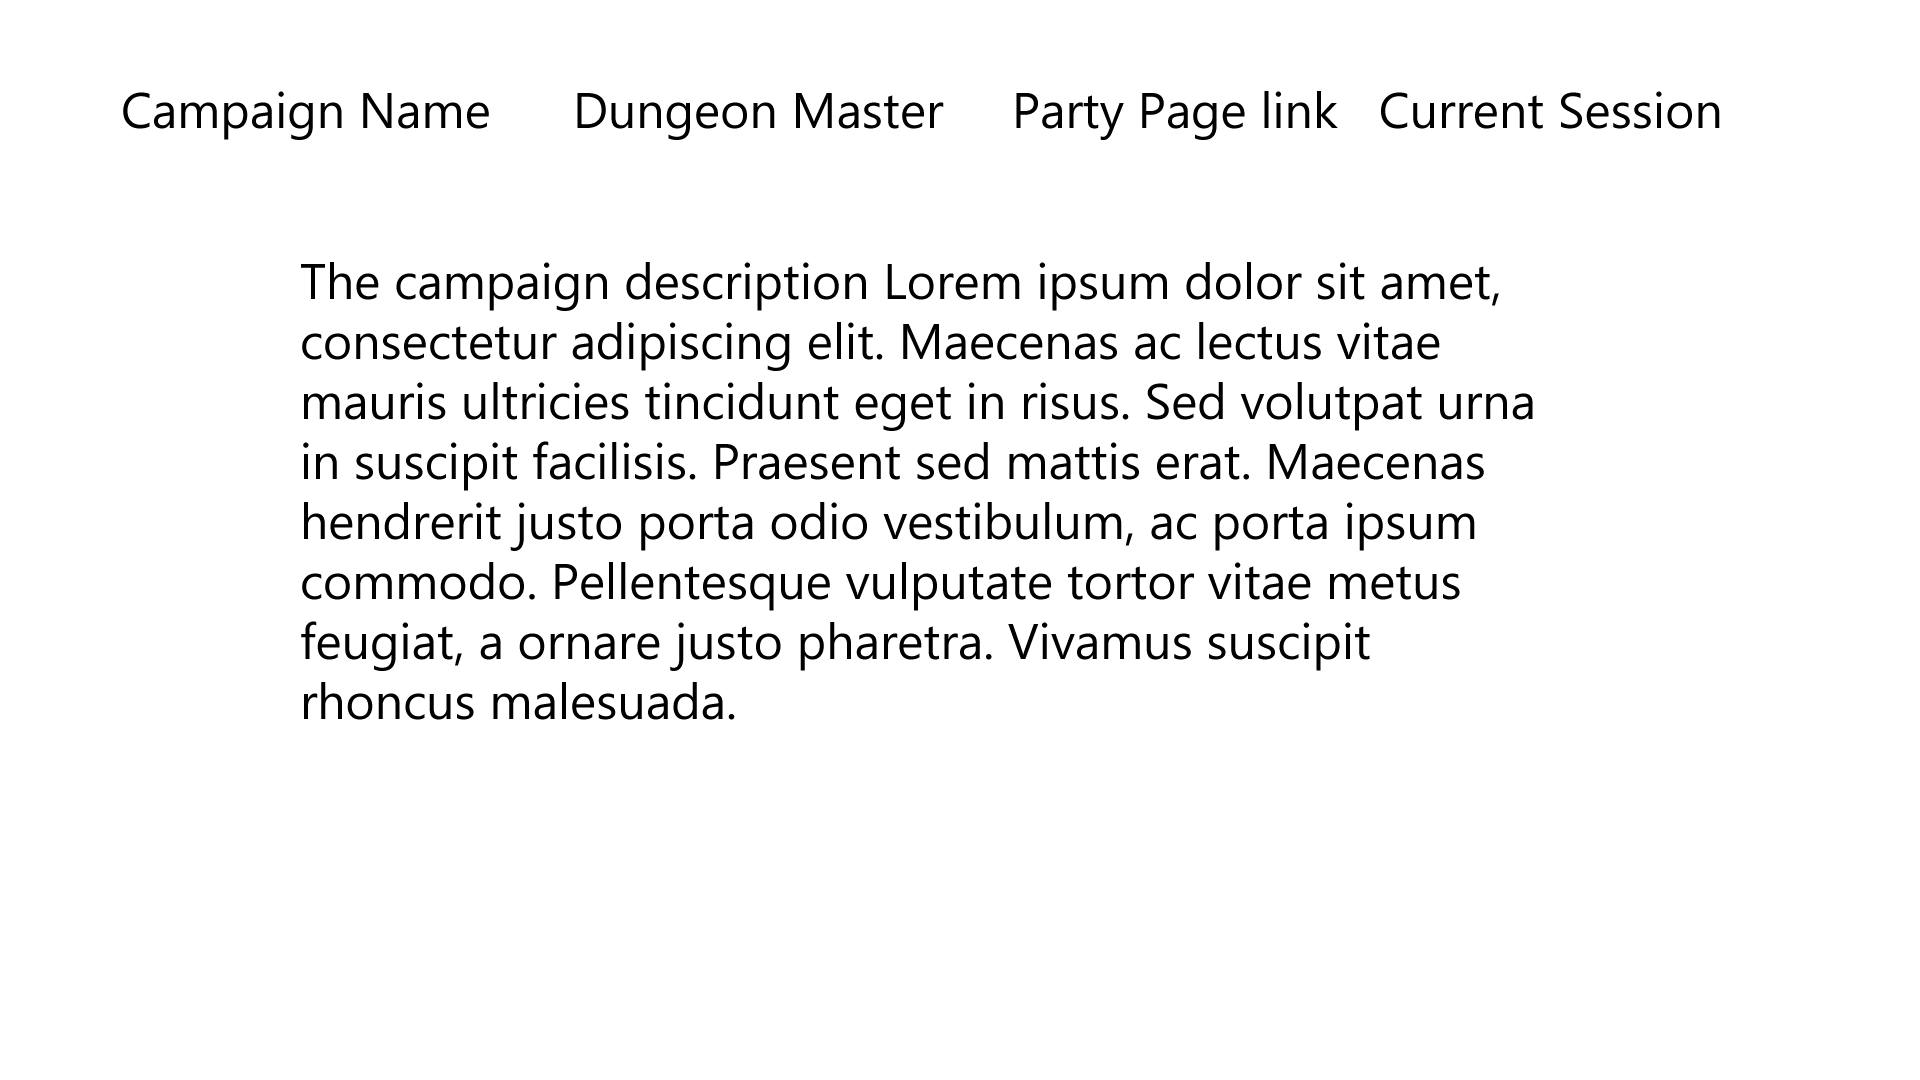 Campaign Name Dungeon Master Party Page link Current Session
The campaign description Lorem ipsum dolor sit amet,
consectetur adipiscing elit. Maecenas ac lectus vitae
mauris ultricies tincidunt eget in risus. Sed volutpat urna
in suscipit facilisis. Praesent sed mattis erat. Maecenas
hendrerit justo porta odio vestibulum, ac porta ipsum
commodo. Pellentesque vulputate tortor vitae metus
feugiat, a ornare justo pharetra. Vivamus suscipit
rhoncus malesuada.